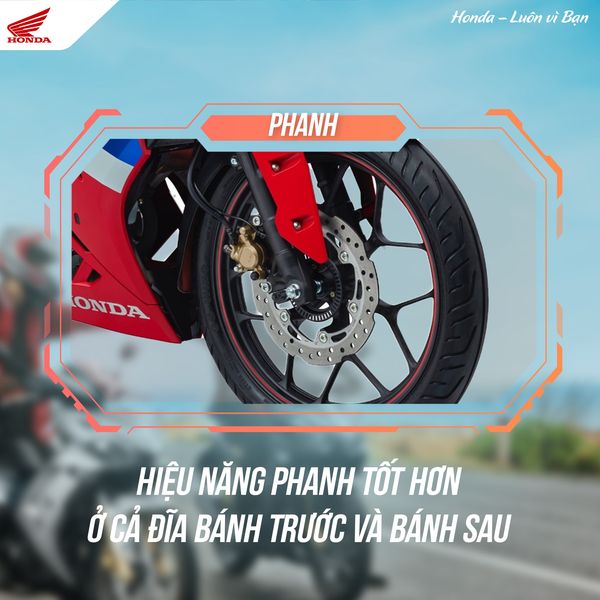 HONDA
Honda – Luôn vì Bạn
PHANH
HONDA
HIỆU NĂNG PHANH TỐT HƠN
Ở CẢ ĐĨA BÁNH TRƯỚC VÀ BÁNH SAU